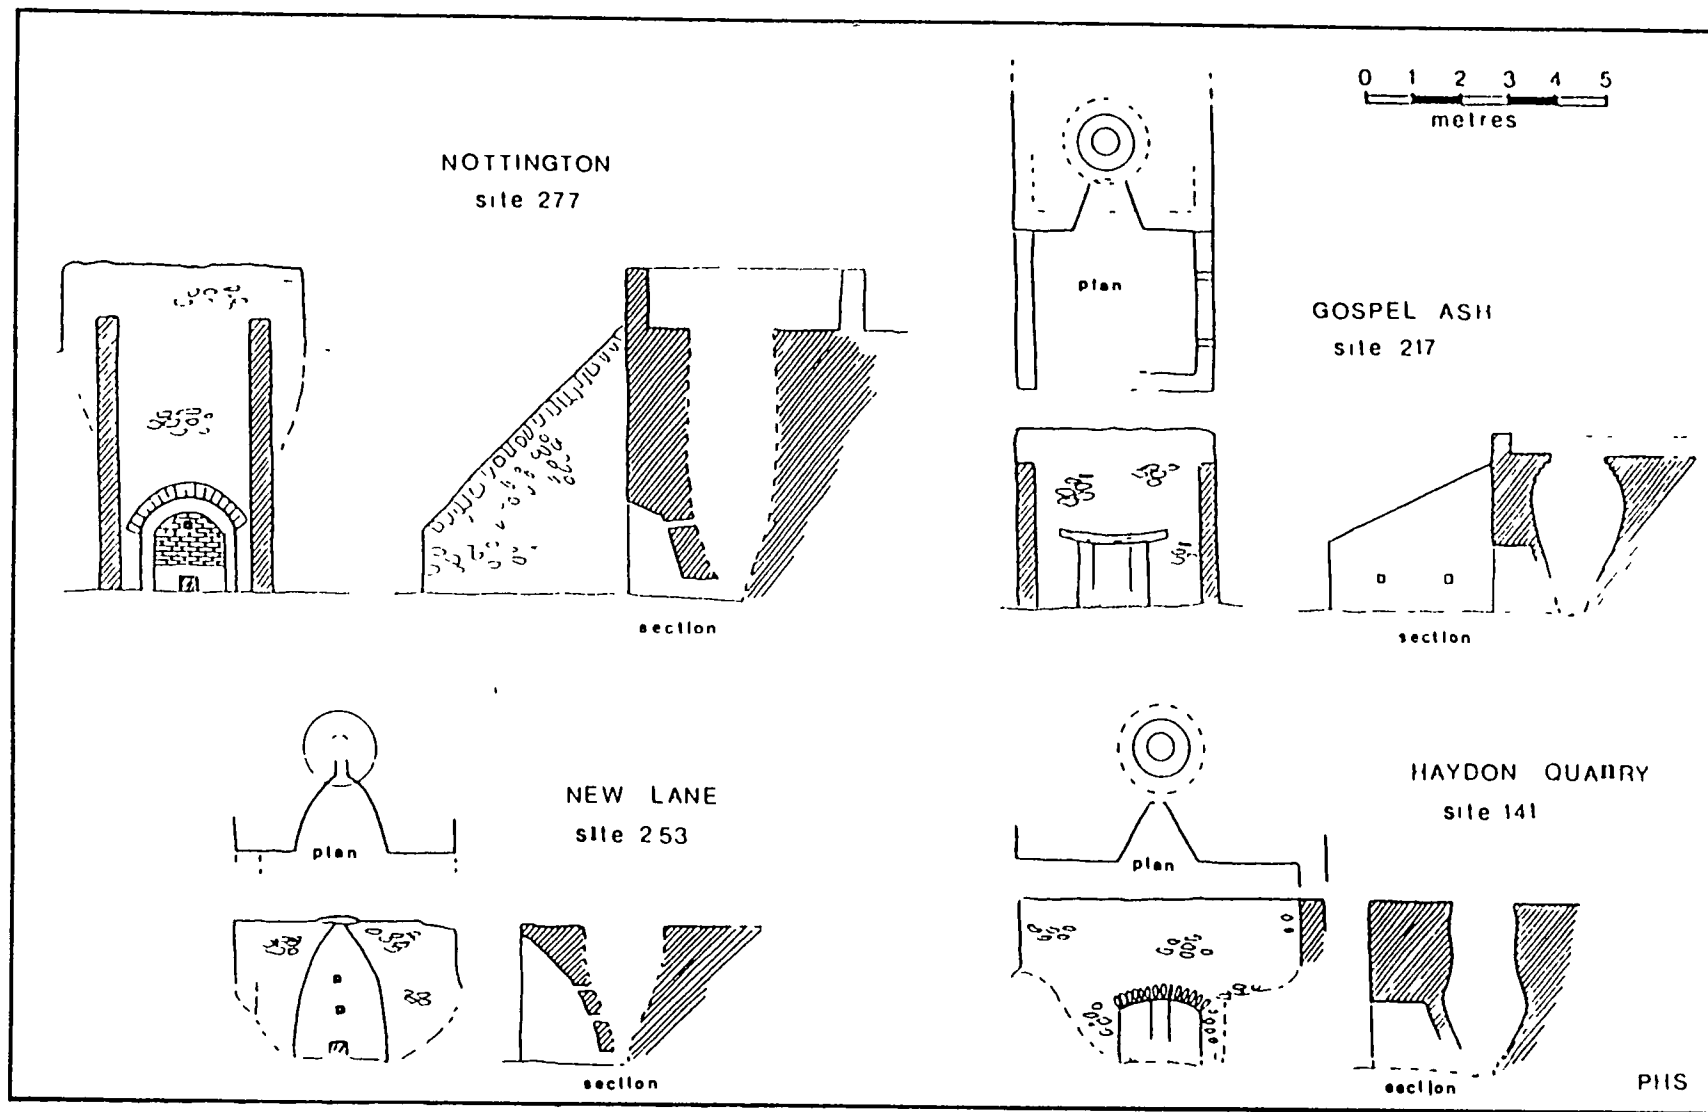 NOTTINGTON
site 277
section
0 1 2 3 4 5
metres
plan
GOSPEL ASH
site 217
section
NEW LANE
site 253
plan
section
HAYDON QUARRY
site 141
plan
section
PHS